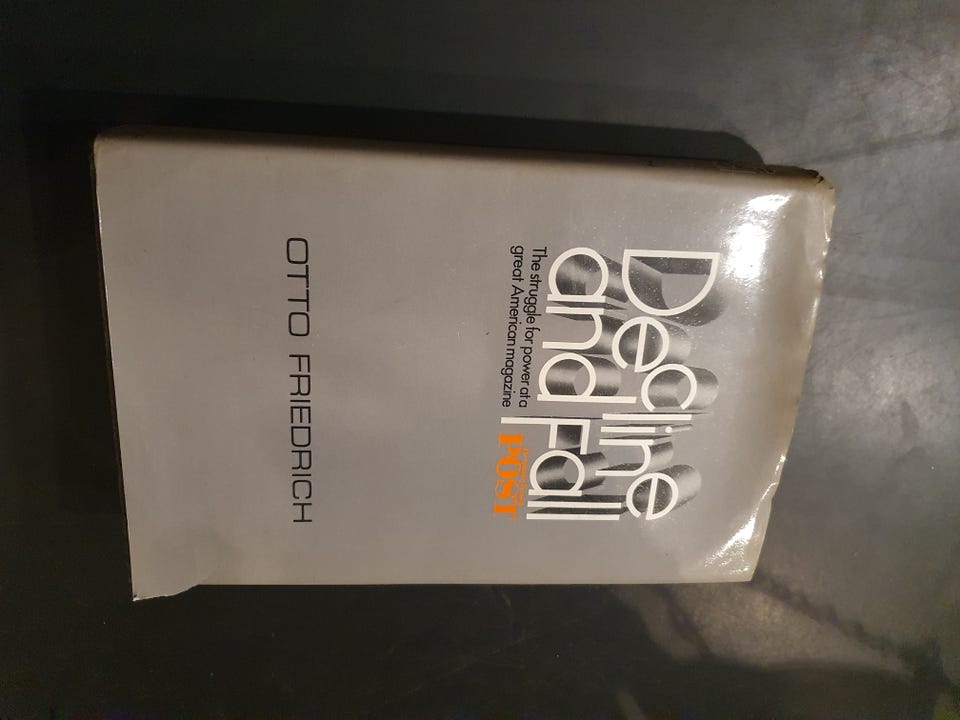 Decline
and Fall
The struggle for power at a
great American magazine
POST
OTTO FRIEDRICH